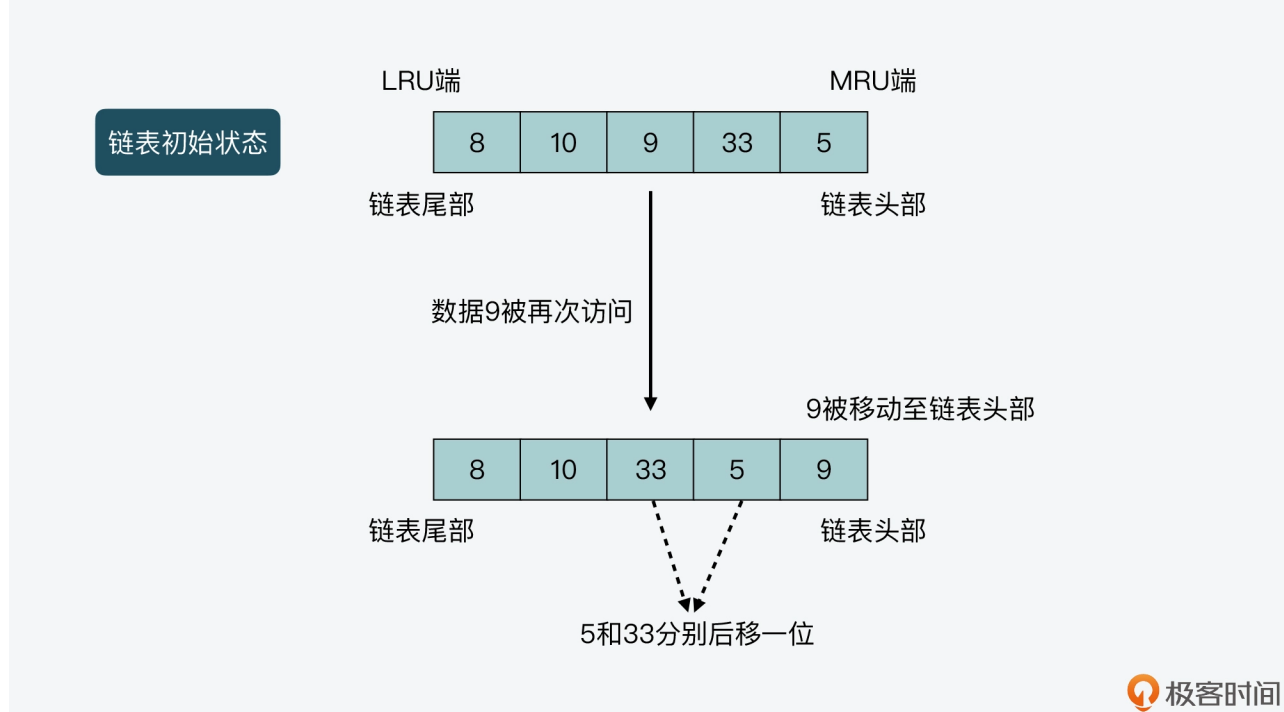 LRU端 MRU端
链表初始状态 8 10 9 33 5
链表尾部 链表头部
数据9被再次访问
9被移动至链表头部
8 10 33 5 9
链表尾部 链表头部
5和33分别后移一位
极客时间